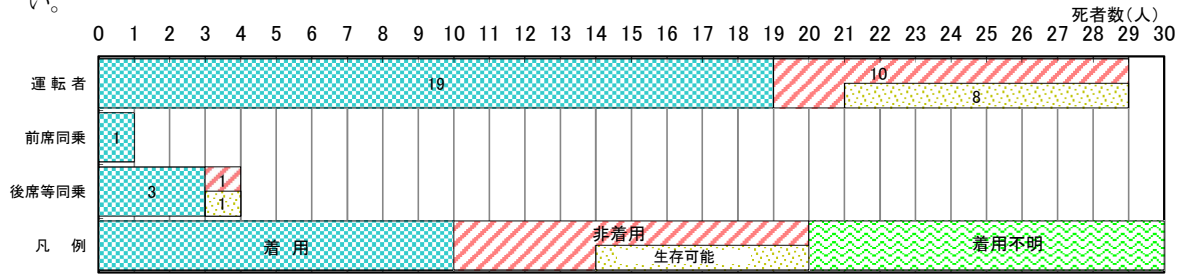 い。
死者数(人)
0 1 2 3 4 5 6 7 8 9 10 11 12 13 14 15 16 17 18 19 20 21 22 23 24 25 26 27 28 29 30
運転者 19 10
8
前席同乗 1
後席等同乗 3 1
1
凡 例 着 用 非着用 着用不明
生存可能